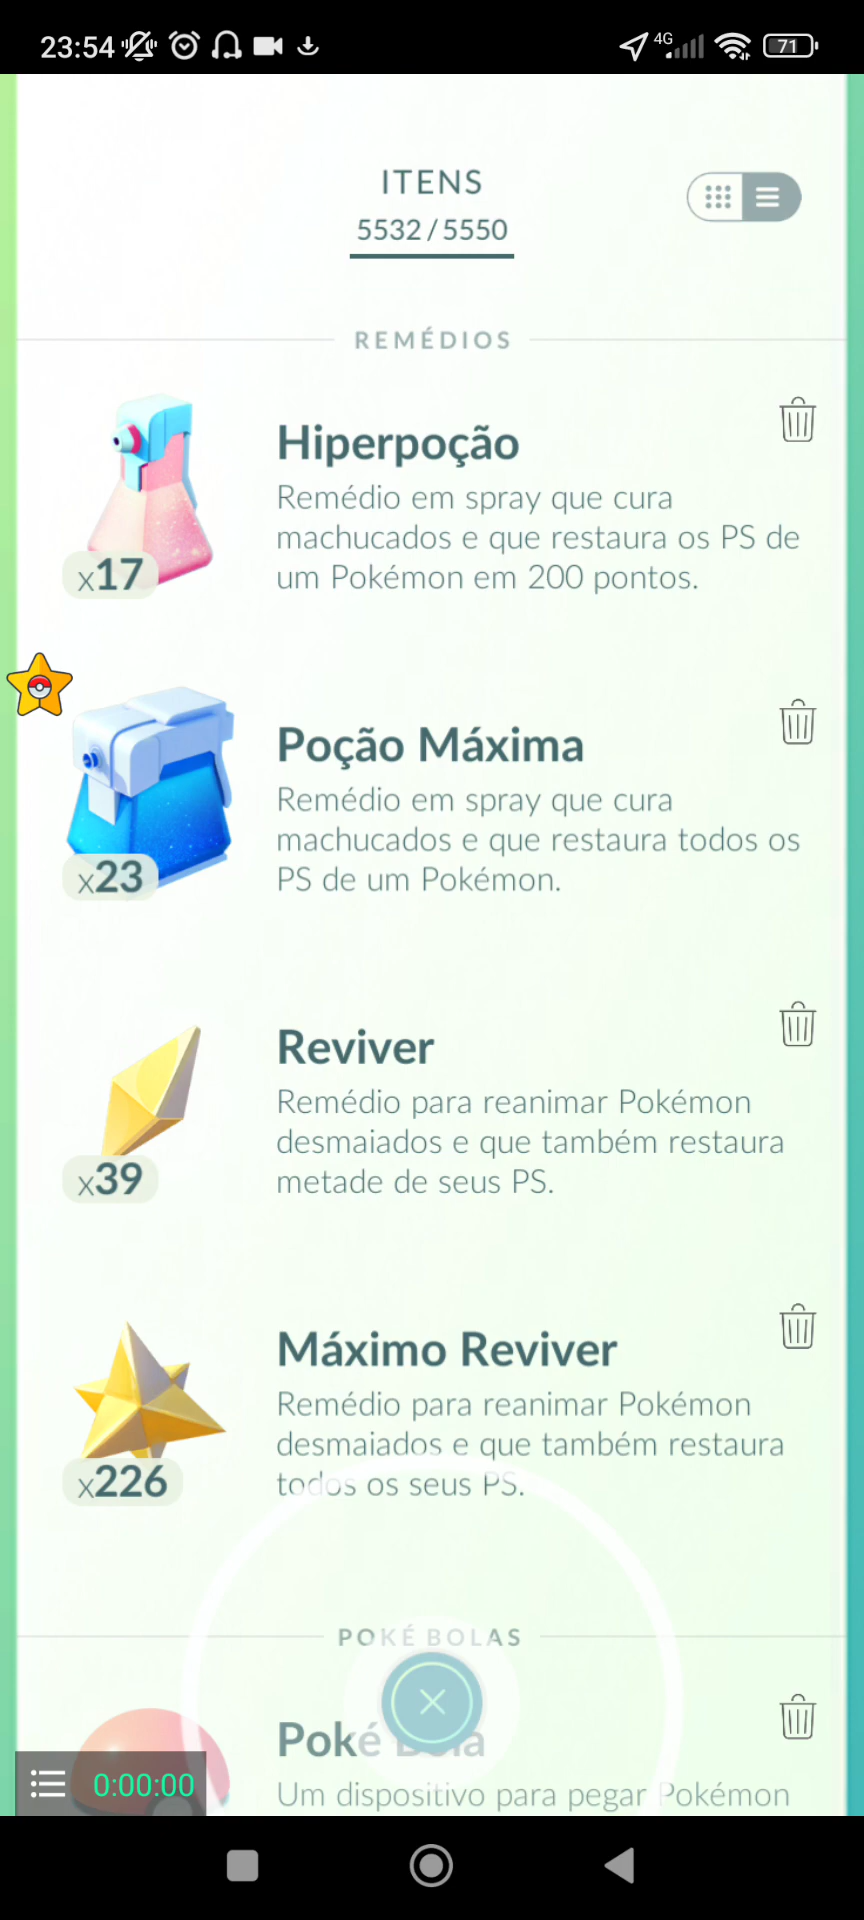 23:54
4G
71
ITENS
5532 / 5550
REMÉDIOS
Hiperpoção
Remédio em spray que cura
machucados e que restaura os PS de
um Pokémon em 200 pontos.
x17
Poção Máxima
Remédio em spray que cura
machucados e que restaura todos os
PS de um Pokémon.
x23
Reviver
Remédio para reanimar Pokémon
desmaiados e que também restaura
metade de seus PS.
x39
Máximo Reviver
Remédio para reanimar Pokémon
desmaiados e que também restaura
todos os seus PS.
x226
POKÉ BOLAS
Poké Bola
Um dispositivo para pegar Pokémon
0:00:00